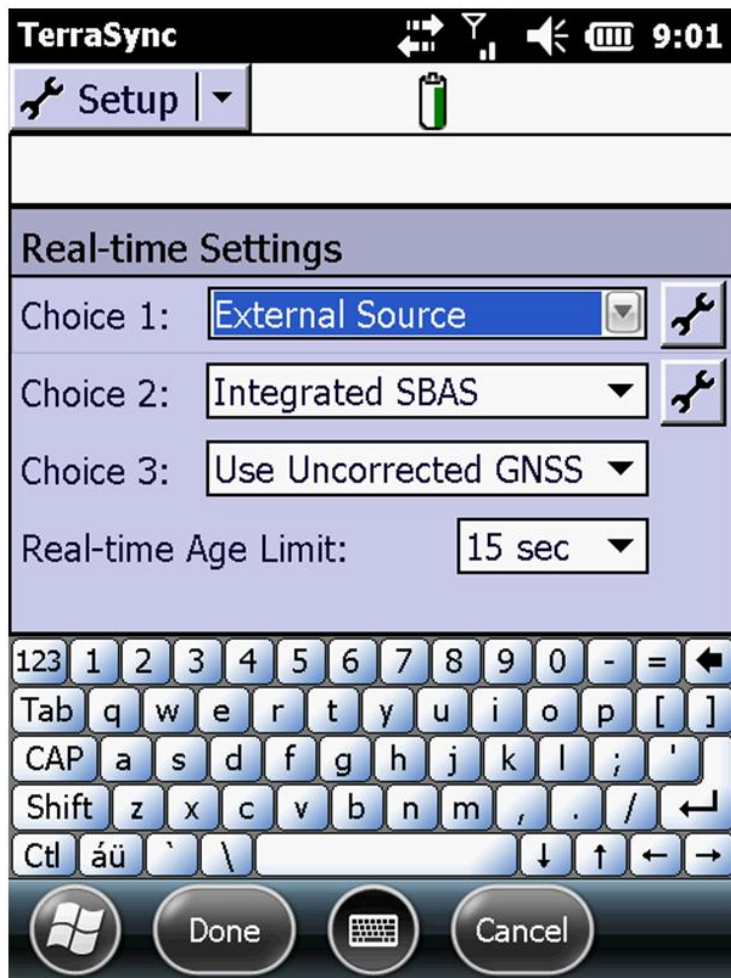 TerraSync 9:01
Setup
Real-time Settings
Choice 1: External Source
Choice 2: Integrated SBAS
Choice 3: Use Uncorrected GNSS
Real-time Age Limit: 15 sec
123 1 2 3 4 5 6 7 8 9 0 - =
Tab q w e r t y u i o p [ ]
CAP a s d f g h j k l ; '
Shift z x c v b n m , . /
Ctl áü ` \ ↓ ↑ ← →
Done Cancel